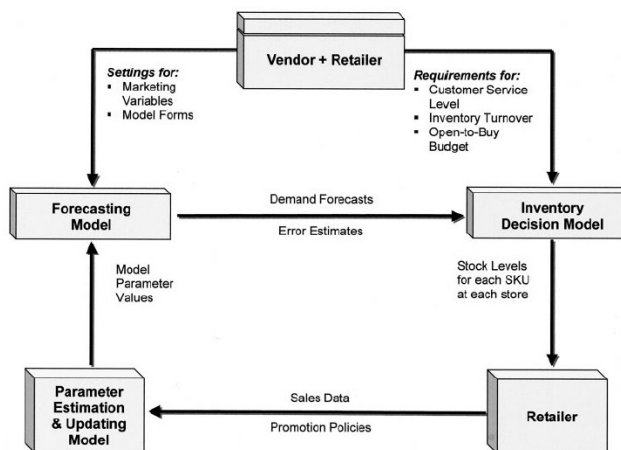 Vendor + Retailer
Settings for:
▪ Marketing
Variables
▪ Model Forms
Requirements for:
▪ Customer Service
Level
▪ Inventory Turnover
▪ Open-to-Buy
Budget
Forecasting
Model
Demand Forecasts
Error Estimates
Inventory
Decision Model
Model
Parameter
Values
Stock Levels
for each SKU
at each store
Parameter
Estimation
& Updating
Model
Sales Data
Promotion Policies
Retailer